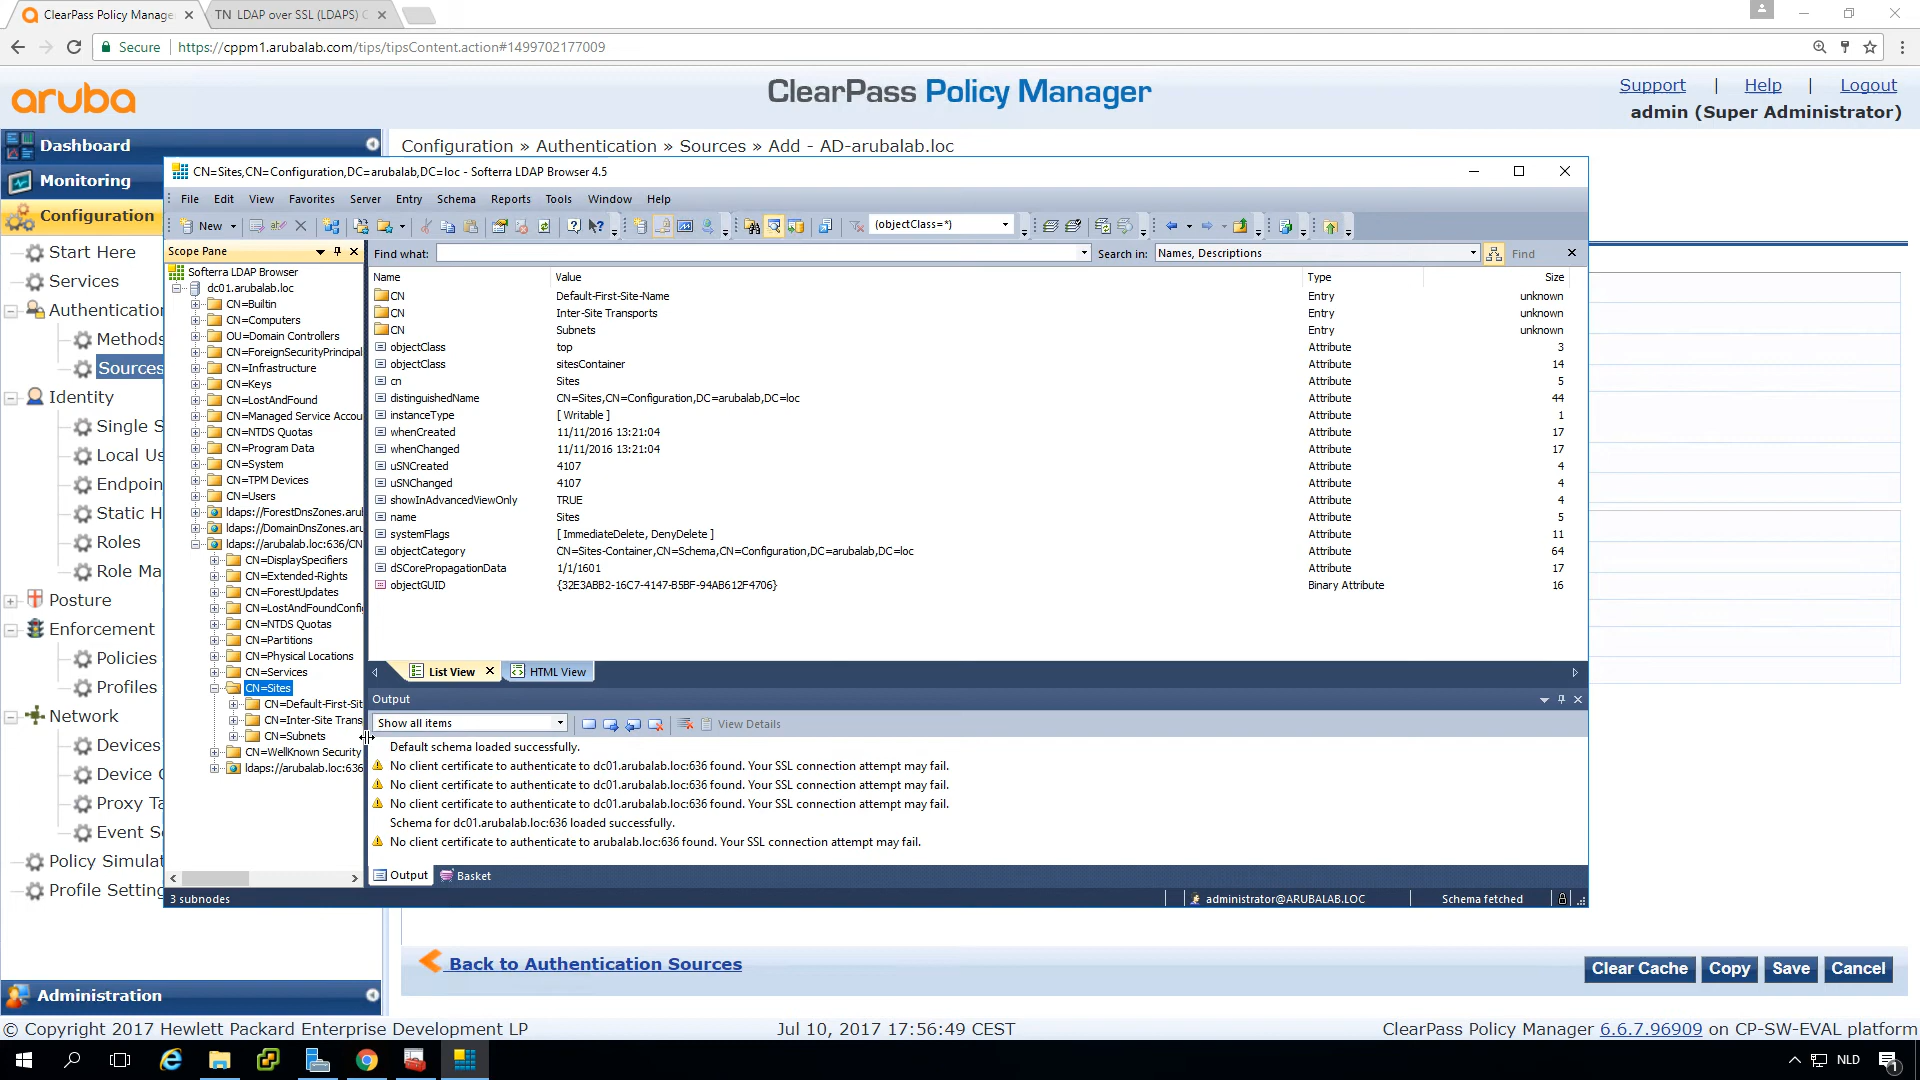 ClearPass Policy Manage
TN LDAP over SSL (LDAPS) C
Secure
https://cppm1.arubalab.com/tips/tipsContent.action#1499702177009
aruba
ClearPass Policy Manager
Support | Help | Logout
admin (Super Administrator)
Dashboard
Monitoring
Configuration
Start Here
Services
Authentication
Methods
Sources
Identity
Single S
Local Us
Endpoin
Static H
Roles
Role Ma
Posture
Enforcement
Policies
Profiles
Network
Devices
Device G
Proxy Ta
Event So
Policy Simulat
Profile Setting
Administration
Configuration » Authentication » Sources » Add - AD-arubalab.loc
CN=Sites,CN=Configuration,DC=arubalab,DC=loc - Softerra LDAP Browser 4.5
File Edit View Favorites Server Entry Schema Reports Tools Window Help
New
(objectClass=*)
Scope Pane
Softerra LDAP Browser
dc01.arubalab.loc
CN=Builtin
CN=Computers
OU=Domain Controllers
CN=ForeignSecurityPrincipal
CN=Infrastructure
CN=Keys
CN=LostAndFound
CN=Managed Service Accou
CN=NTDS Quotas
CN=Program Data
CN=System
CN=TPM Devices
CN=Users
ldaps://ForestDnsZones.aru
ldaps://DomainDnsZones.aru
ldaps://arubalab.loc:636/CN
CN=DisplaySpecifiers
CN=Extended-Rights
CN=ForestUpdates
CN=LostAndFoundConfi
CN=NTDS Quotas
CN=Partitions
CN=Physical Locations
CN=Services
CN=Sites
CN=Default-First-Sit
CN=Inter-Site Trans
CN=Subnets
CN=WellKnown Security
ldaps://arubalab.loc:636
Find what:
Search in: Names, Descriptions
Find
Name Value Type Size
CN Default-First-Site-Name Entry unknown
CN Inter-Site Transports Entry unknown
CN Subnets Entry unknown
objectClass top Attribute 3
objectClass sitesContainer Attribute 14
cn Sites Attribute 5
distinguishedName CN=Sites,CN=Configuration,DC=arubalab,DC=loc Attribute 44
instanceType [ Writable ] Attribute 1
whenCreated 11/11/2016 13:21:04 Attribute 17
whenChanged 11/11/2016 13:21:04 Attribute 17
uSNCreated 4107 Attribute 4
uSNChanged 4107 Attribute 4
showInAdvancedViewOnly TRUE Attribute 4
name Sites Attribute 5
systemFlags [ ImmediateDelete, DenyDelete ] Attribute 11
objectCategory CN=Sites-Container,CN=Schema,CN=Configuration,DC=arubalab,DC=loc Attribute 64
dSCorePropagationData 1/1/1601 Attribute 17
objectGUID {32E3ABB2-16C7-4147-B5BF-94AB612F4706} Binary Attribute 16
List View
HTML View
Output
Show all items
View Details
Default schema loaded successfully.
No client certificate to authenticate to dc01.arubalab.loc:636 found. Your SSL connection attempt may fail.
No client certificate to authenticate to dc01.arubalab.loc:636 found. Your SSL connection attempt may fail.
No client certificate to authenticate to dc01.arubalab.loc:636 found. Your SSL connection attempt may fail.
Schema for dc01.arubalab.loc:636 loaded successfully.
No client certificate to authenticate to arubalab.loc:636 found. Your SSL connection attempt may fail.
Output
Basket
3 subnodes
administrator@ARUBALAB.LOC
Schema fetched
Back to Authentication Sources
Clear Cache Copy Save Cancel
© Copyright 2017 Hewlett Packard Enterprise Development LP
Jul 10, 2017 17:56:49 CEST
ClearPass Policy Manager 6.6.7.96909 on CP-SW-EVAL platform
NLD
1